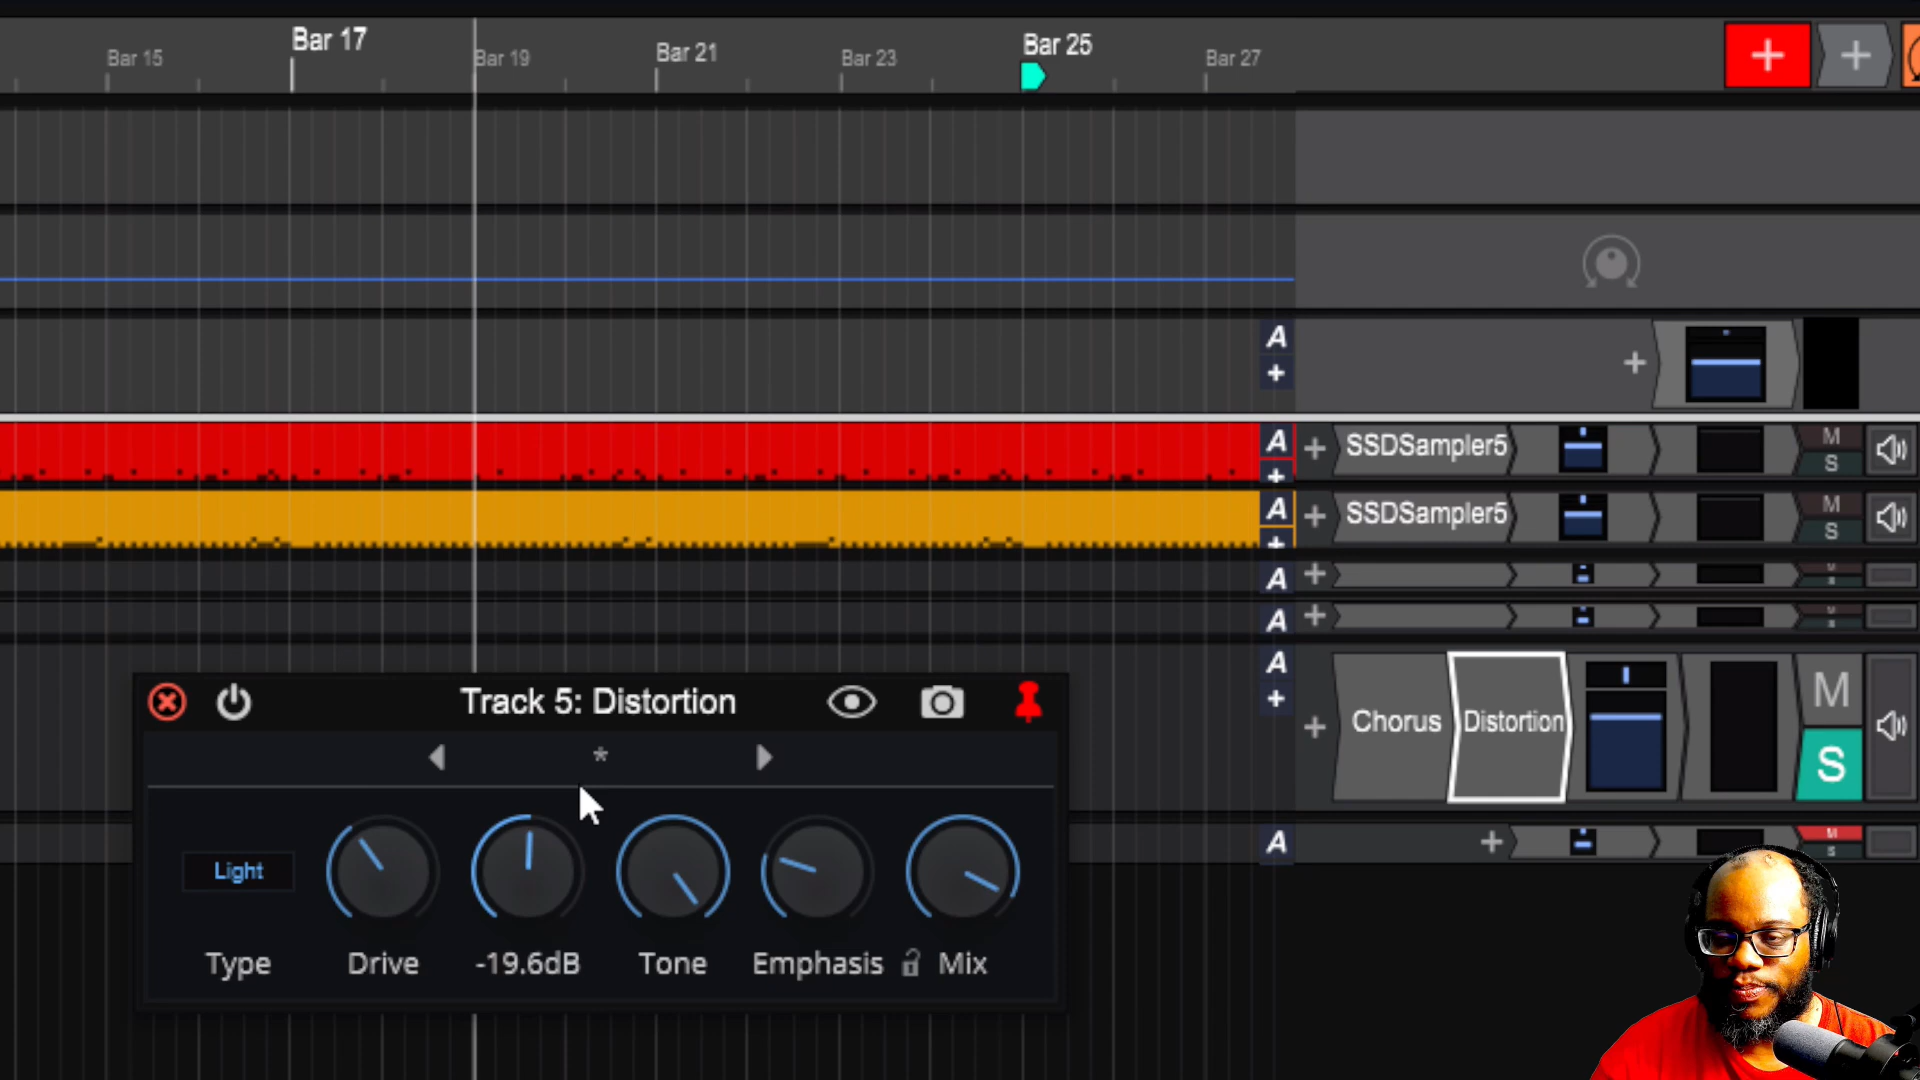 Bar 15
Bar 17
Bar 19
Bar 21
Bar 23
Bar 25
Bar 27
A
A
SSDSampler5
M
S
A
SSDSampler5
M
S
A
A
A
Chorus
Distortion
M
S
Track 5: Distortion
*
A
M
S
Light
Type
Drive
-19.6dB
Tone
Emphasis
Mix